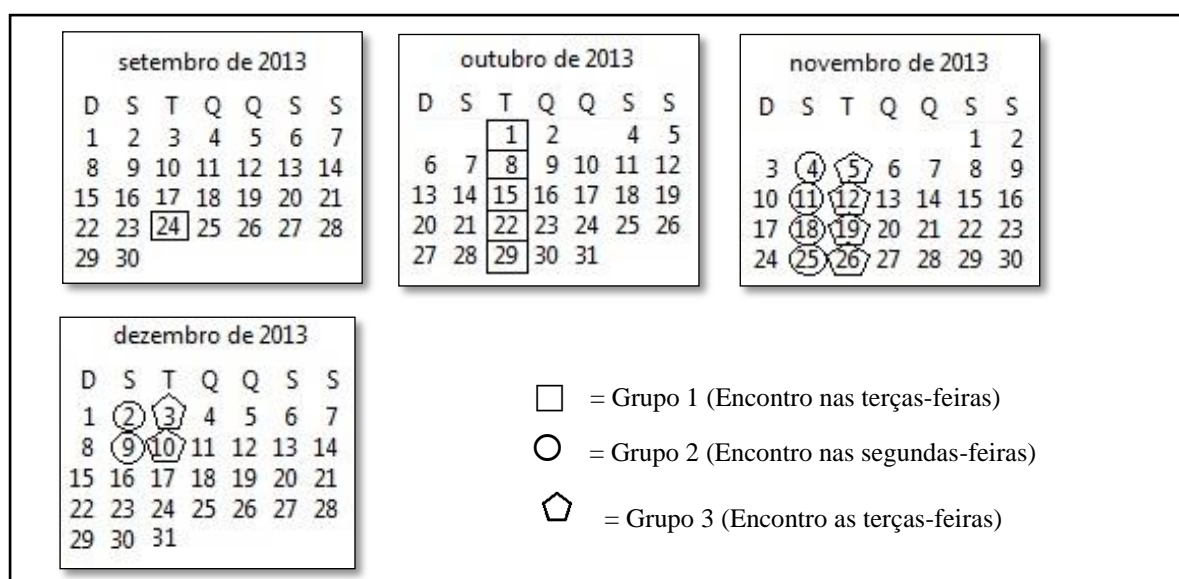 setembro de 2013
D S T Q Q S S
1 2 3 4 5 6 7
8 9 10 11 12 13 14
15 16 17 18 19 20 21
22 23 24 25 26 27 28
29 30
outubro de 2013
D S T Q Q S S
1 2 4 5
6 7 8 9 10 11 12
13 14 15 16 17 18 19
20 21 22 23 24 25 26
27 28 29 30 31
novembro de 2013
D S T Q Q S S
1 2
3 4 5 6 7 8 9
10 11 12 13 14 15 16
17 18 19 20 21 22 23
24 25 26 27 28 29 30
dezembro de 2013
D S T Q Q S S
1 2 3 4 5 6 7
8 9 10 11 12 13 14
15 16 17 18 19 20 21
22 23 24 25 26 27 28
29 30 31
= Grupo 1 (Encontro nas terças-feiras)
= Grupo 2 (Encontro nas segundas-feiras)
= Grupo 3 (Encontro as terças-feiras)